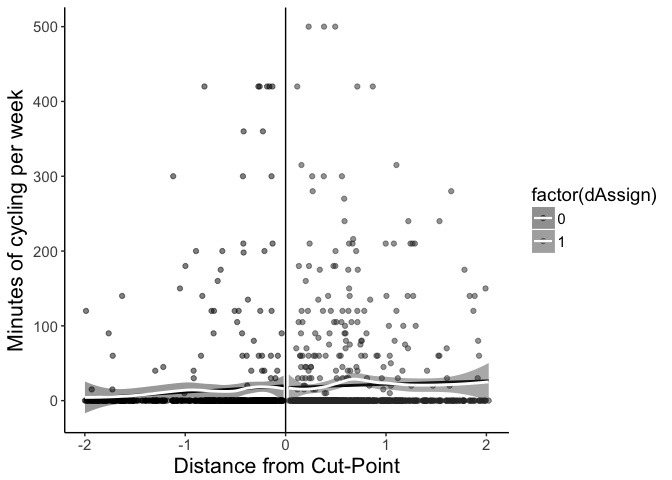 500
400
300
200
100
0
Minutes of cycling per week
-2 -1 0 1 2
Distance from Cut-Point
factor(dAssign)
0
1